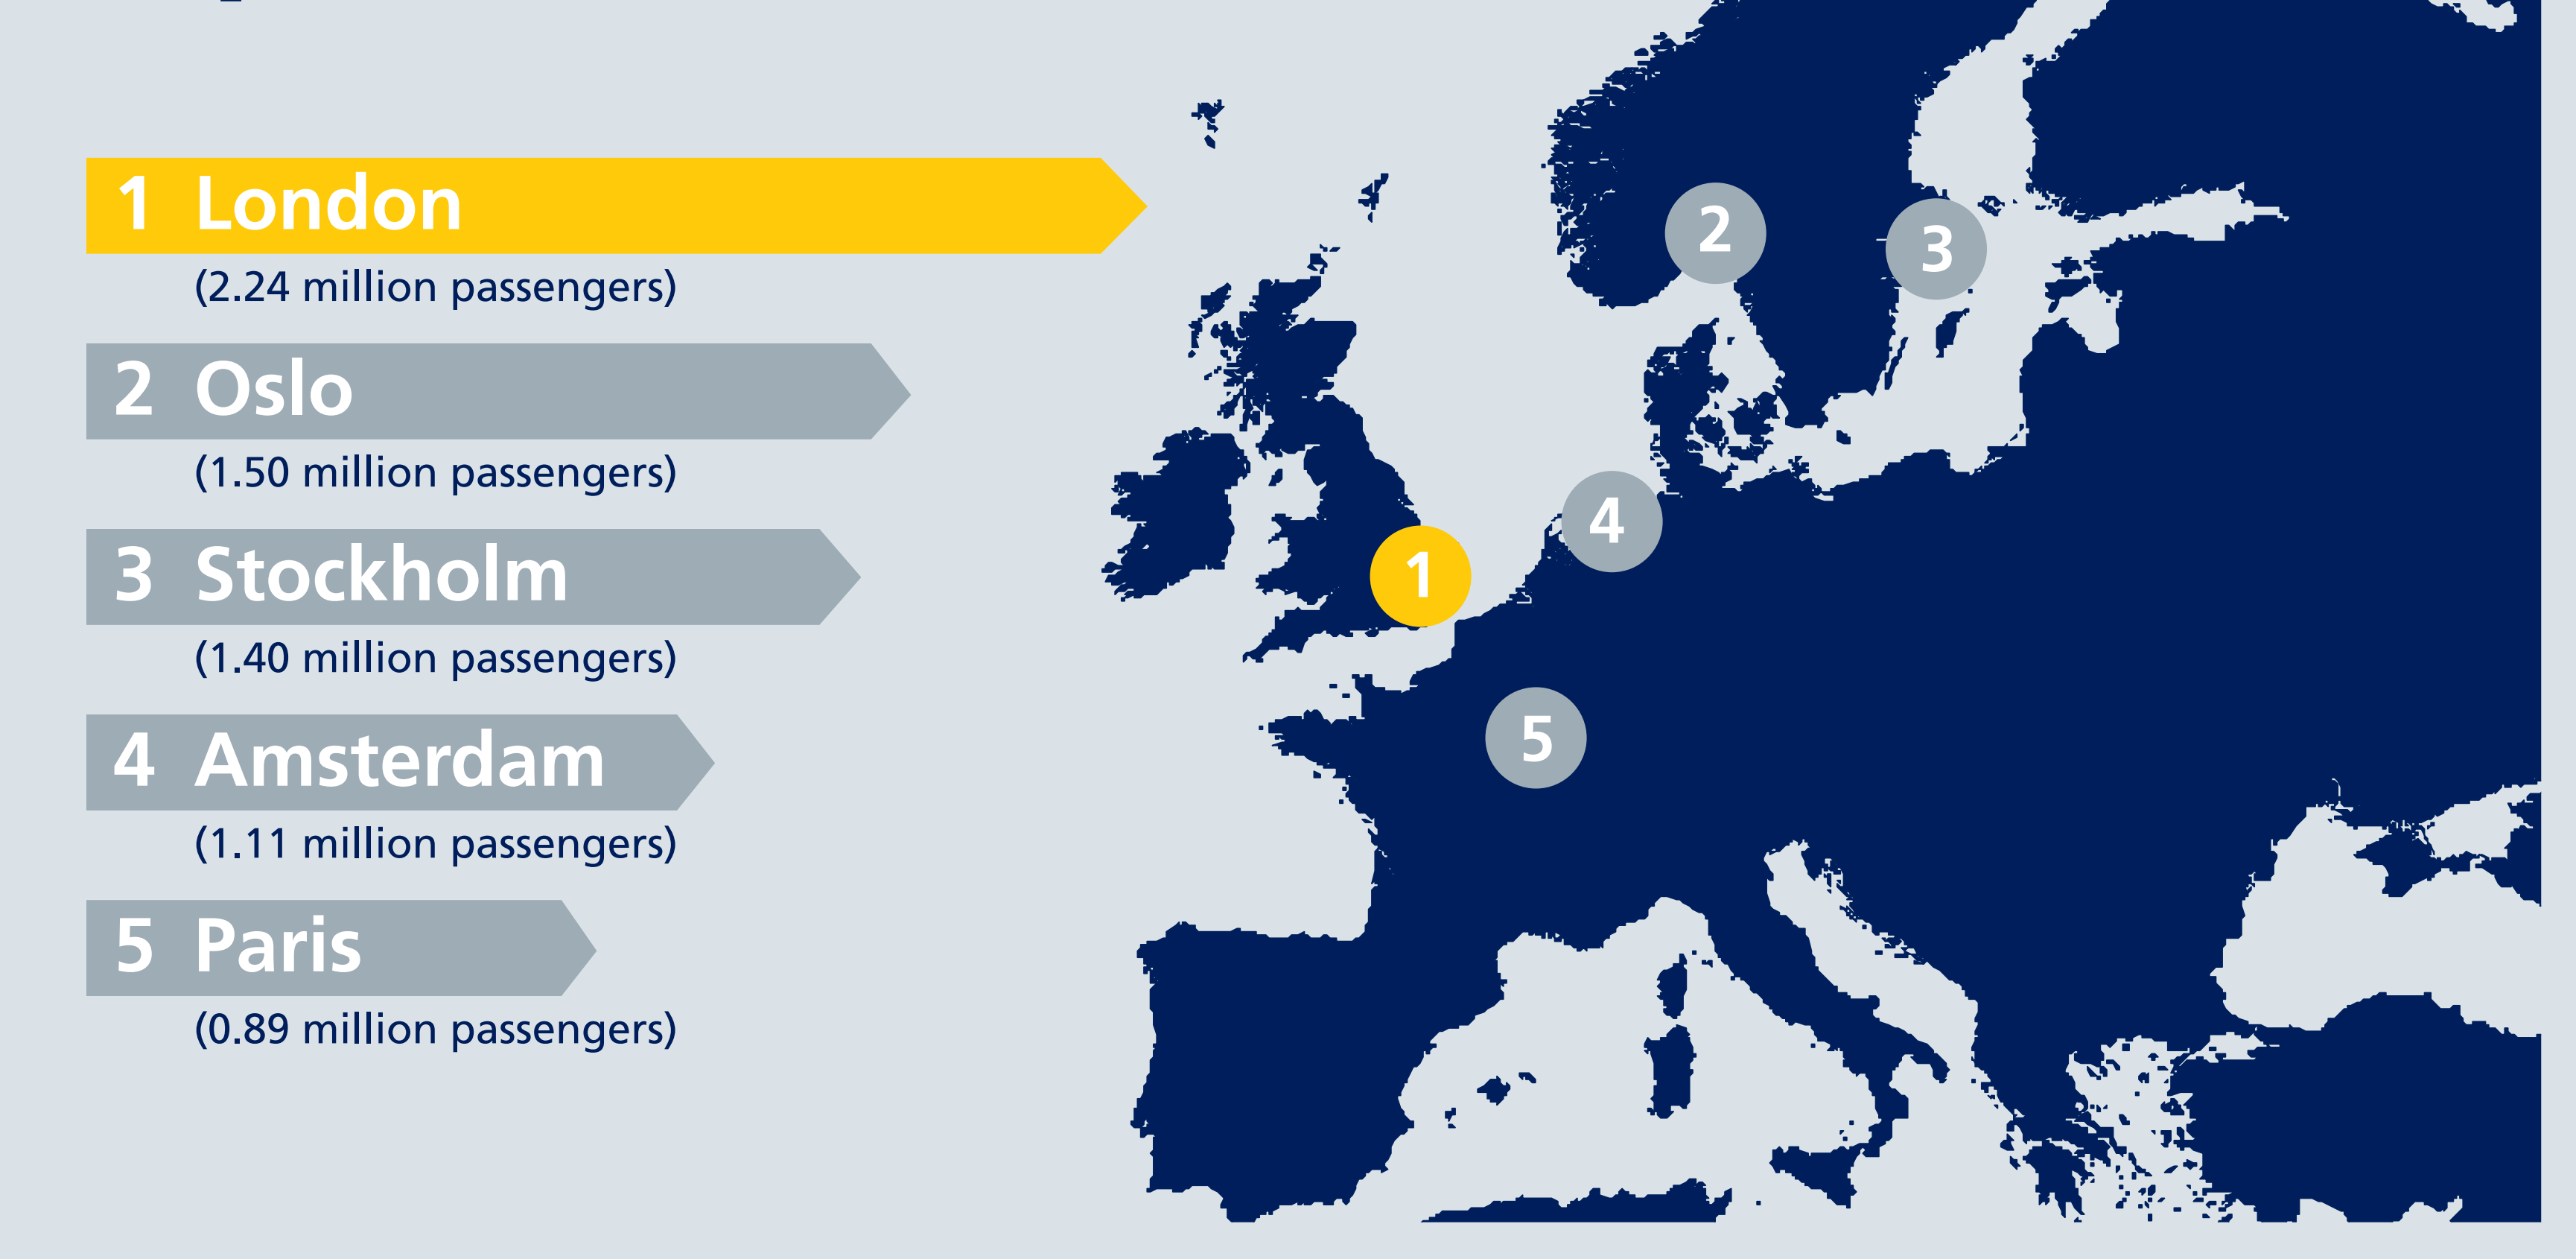 1 London
(2.24 million passengers)
2 Oslo
(1.50 million passengers)
3 Stockholm
(1.40 million passengers)
4 Amsterdam
(1.11 million passengers)
5 Paris
(0.89 million passengers)
2
3
4
1
5